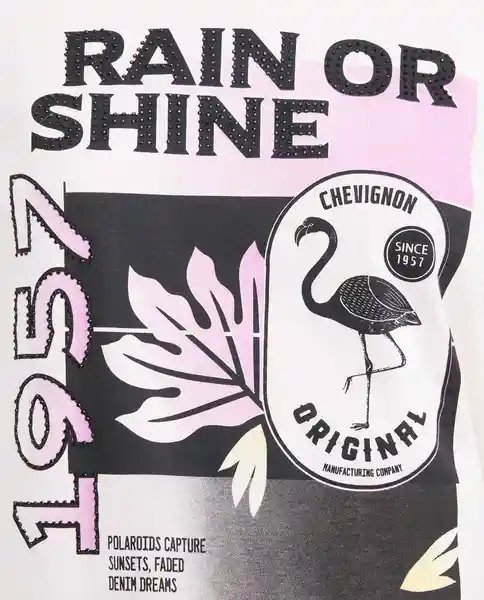 RAIN OR
SHINE
1957
CHEVIGNON
SINCE
1957
ORIGINAL
MANUFACTURING COMPANY
POLAROIDS CAPTURE
SUNSETS, FADED
DENIM DREAMS